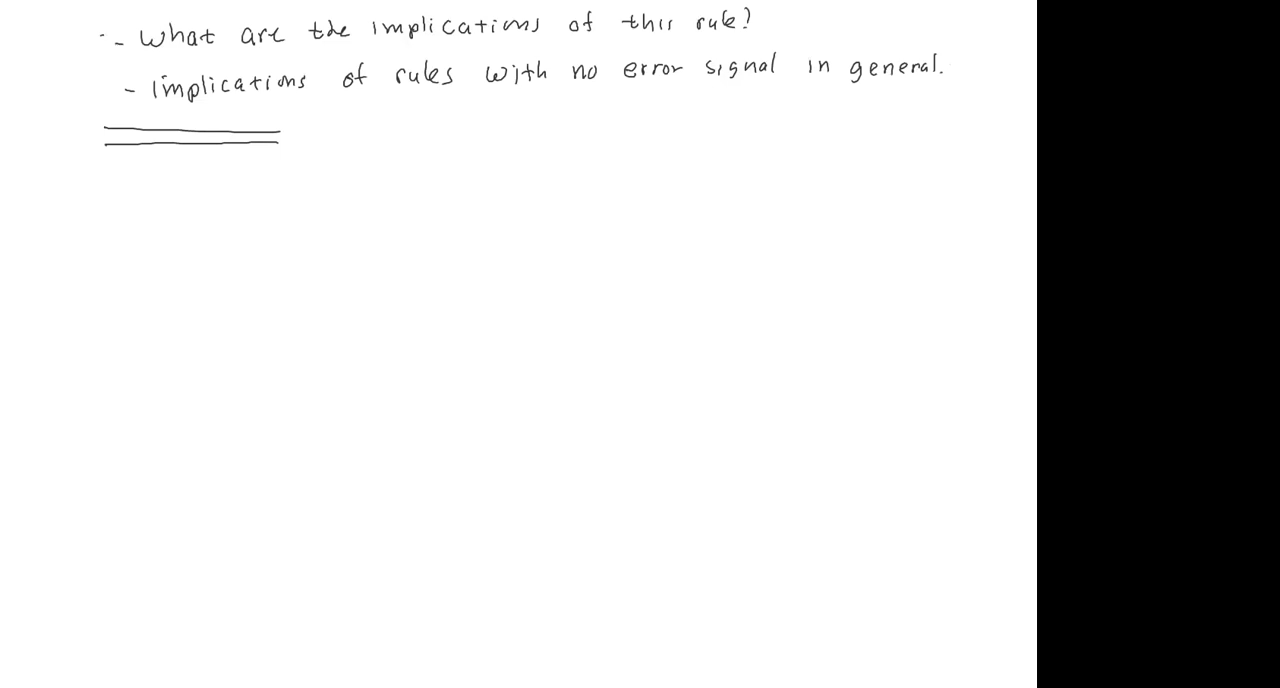 - What are the implications of this rule?
- Implications of rules with no error signal in general.